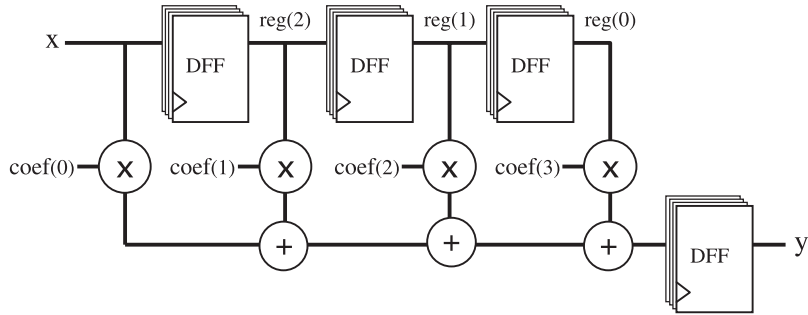 reg(2) reg(1) reg(0)
x DFF DFF DFF
coef(0) x coef(1) x coef(2) x coef(3) x
+ + + DFF y